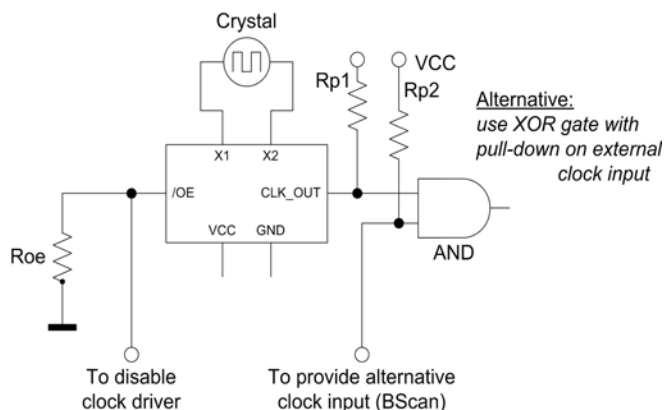 Crystal
Rp1
VCC
Rp2
Alternative:
use XOR gate with
pull-down on external
clock input
X1 X2
/OE CLK_OUT
VCC GND
AND
Roe
To disable
clock driver
To provide alternative
clock input (BScan)